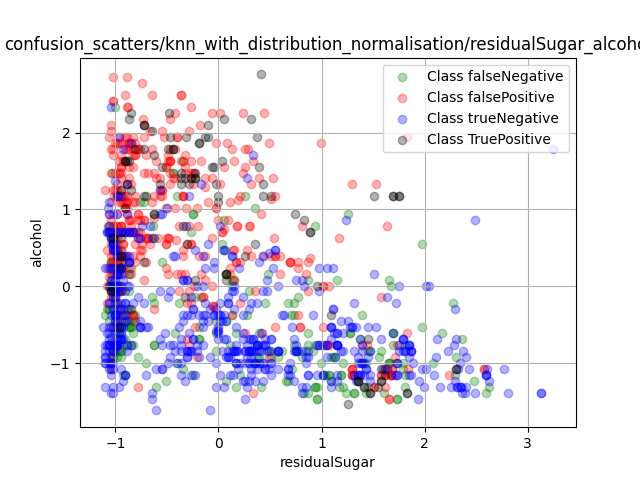 confusion_scatters/knn_with_distribution_normalisation/residualSugar_alcoho
Class falseNegative
Class falsePositive
Class trueNegative
Class TruePositive
alcohol
2
1
0
−1
−1
0
1
2
3
residualSugar